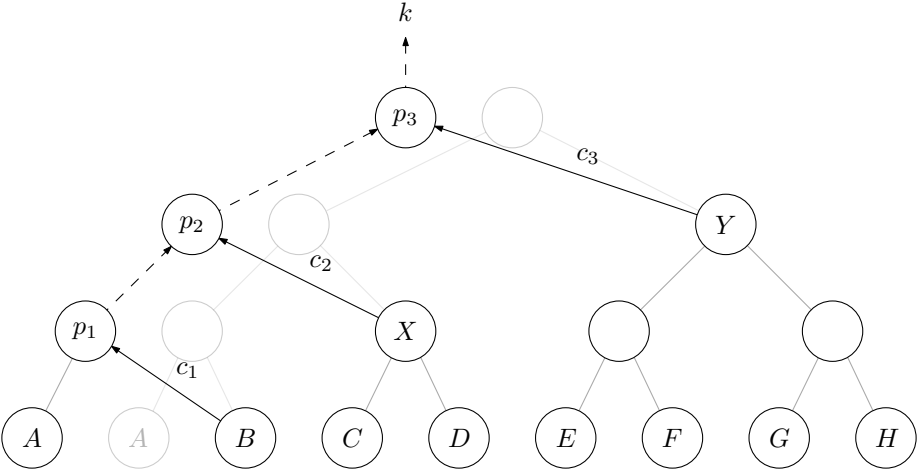 k
p₃
c₃
p₂
Y
c₂
p₁
X
c₁
A A B C D E F G H